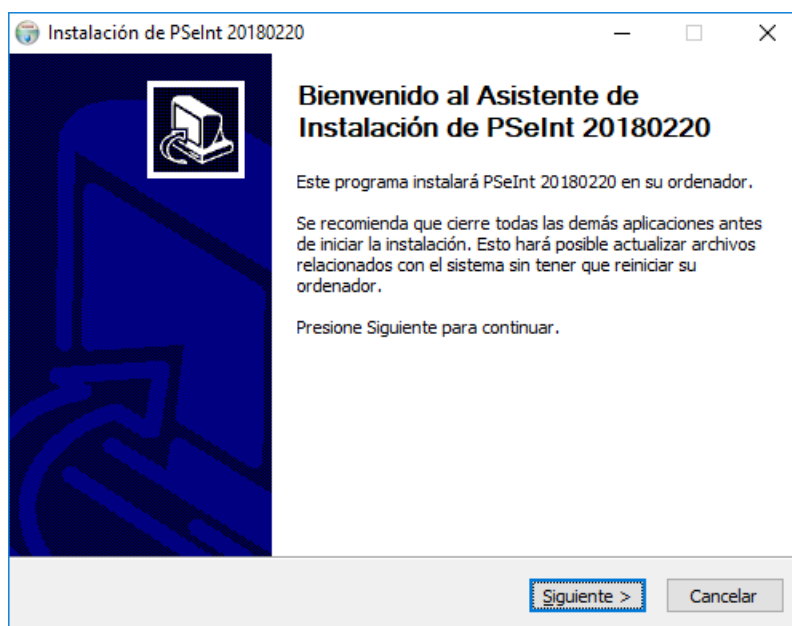 Instalación de PSeInt 20180220
Bienvenido al Asistente de
Instalación de PSeInt 20180220
Este programa instalará PSeInt 20180220 en su ordenador.
Se recomienda que cierre todas las demás aplicaciones antes
de iniciar la instalación. Esto hará posible actualizar archivos
relacionados con el sistema sin tener que reiniciar su
ordenador.
Presione Siguiente para continuar.
Siguiente >
Cancelar